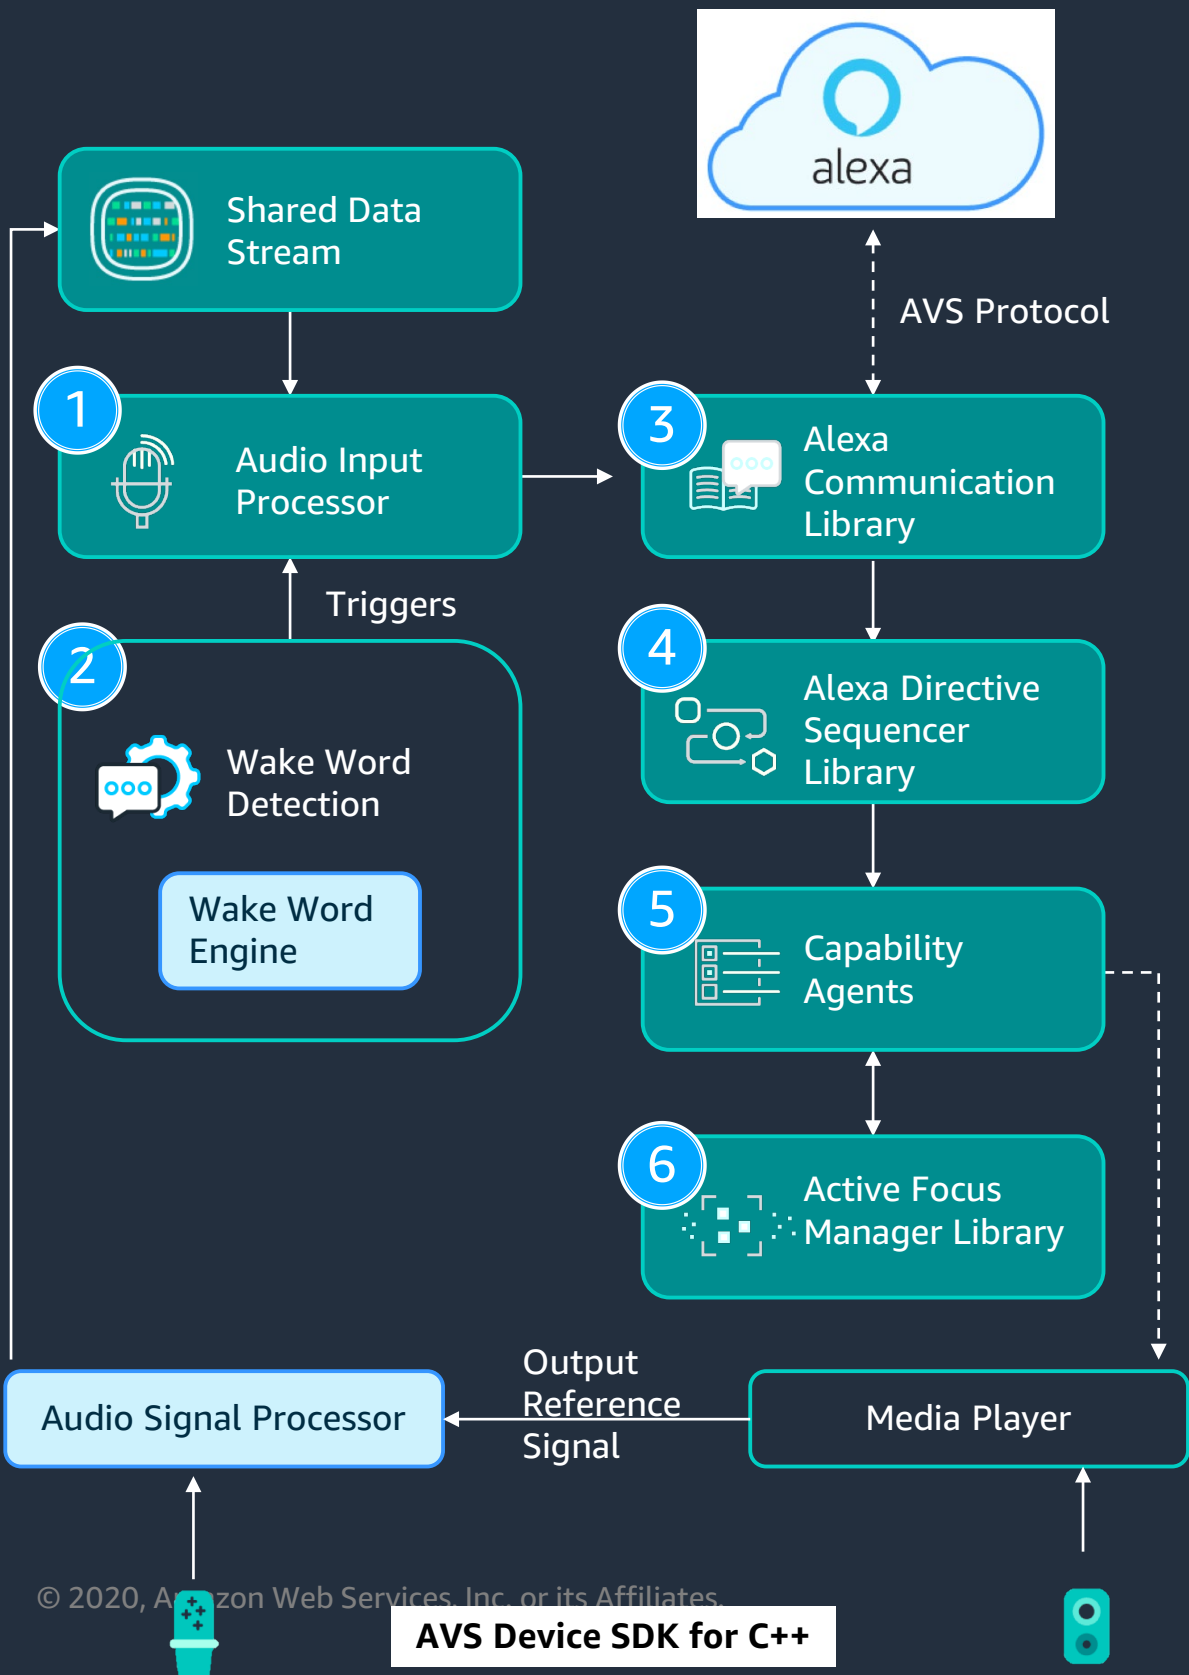 alexa
Shared Data
Stream
AVS Protocol
1
Audio Input
Processor
3
Alexa
Communication
Library
Triggers
2
Wake Word
Detection
Wake Word
Engine
4
Alexa Directive
Sequencer
Library
5
Capability
Agents
6
Active Focus
Manager Library
Audio Signal Processor
Output
Reference
Signal
Media Player
© 2020, Amazon Web Services, Inc. or its Affiliates.
AVS Device SDK for C++